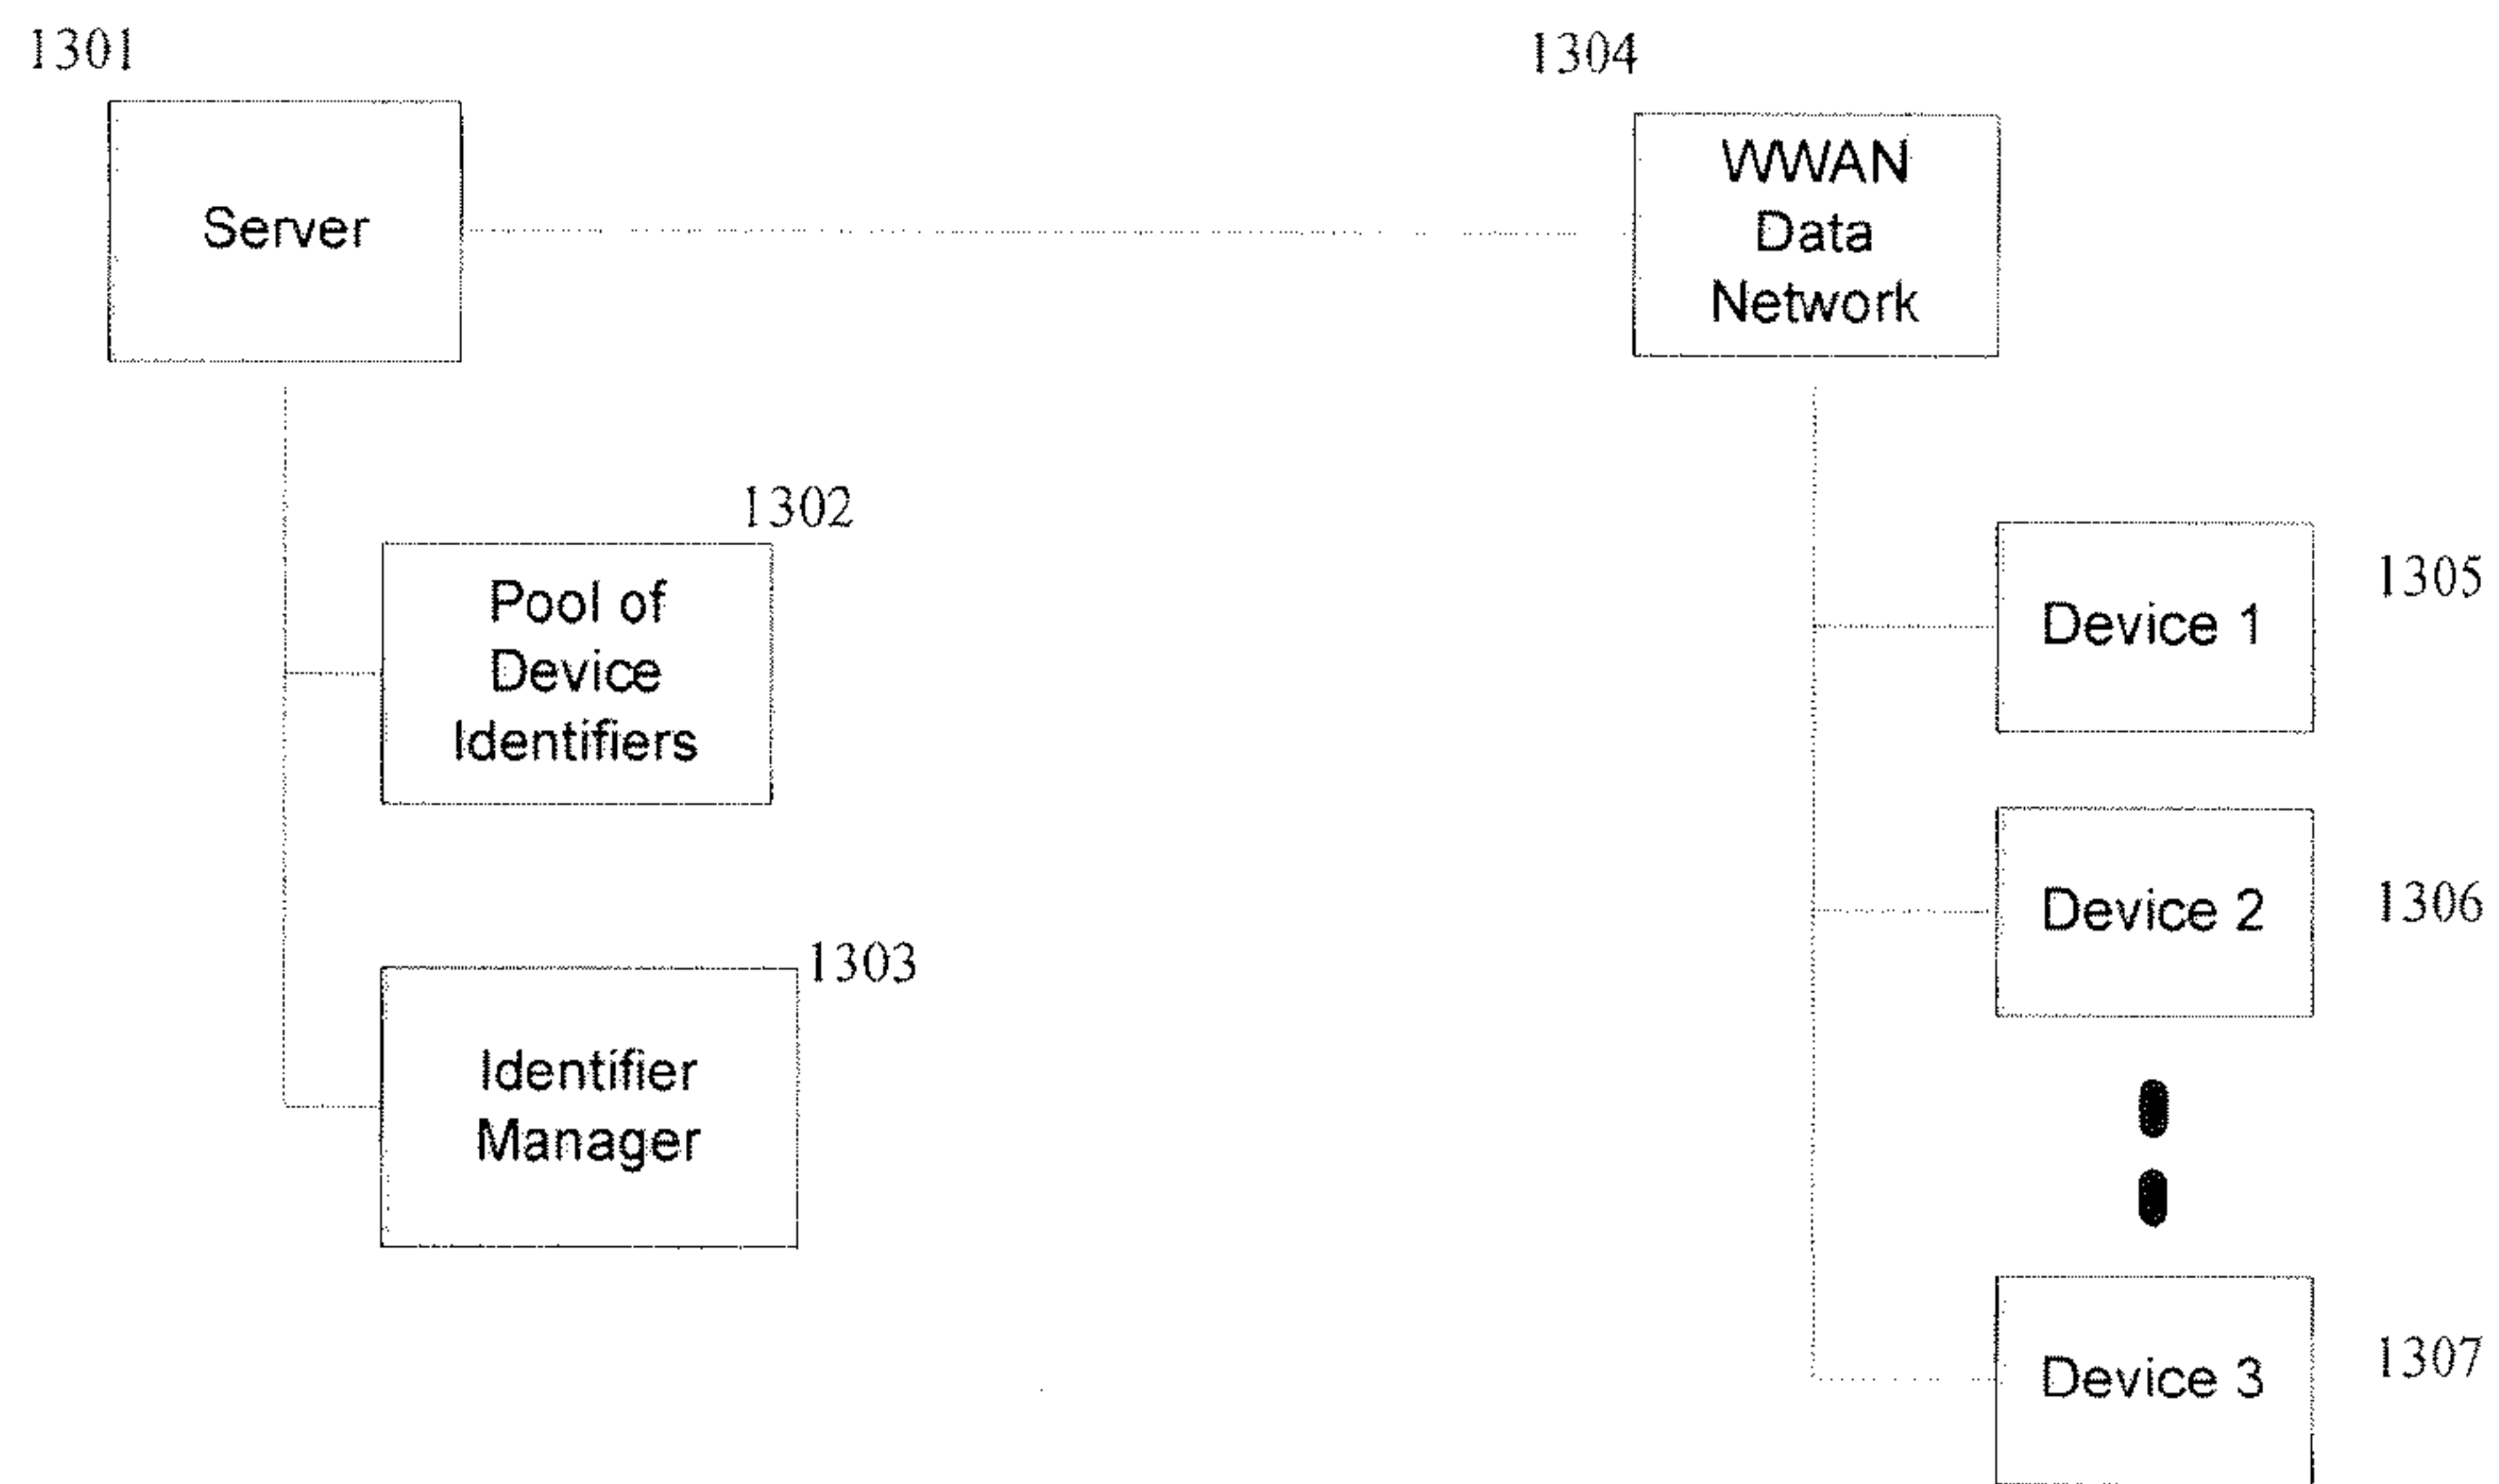 1301
1304
Server
WWAN
Data
Network
1302
Pool of
Device
Identifiers
1305
Device 1
1306
Device 2
1303
Identifier
Manager
1307
Device 3